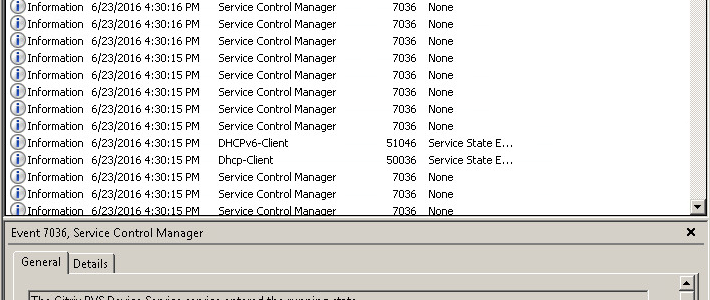 Information 6/23/2016 4:30:16 PM Service Control Manager 7036 None
Information 6/23/2016 4:30:16 PM Service Control Manager 7036 None
Information 6/23/2016 4:30:16 PM Service Control Manager 7036 None
Information 6/23/2016 4:30:15 PM Service Control Manager 7036 None
Information 6/23/2016 4:30:15 PM Service Control Manager 7036 None
Information 6/23/2016 4:30:15 PM Service Control Manager 7036 None
Information 6/23/2016 4:30:15 PM Service Control Manager 7036 None
Information 6/23/2016 4:30:15 PM Service Control Manager 7036 None
Information 6/23/2016 4:30:15 PM DHCPv6-Client 51046 Service State E...
Information 6/23/2016 4:30:15 PM Dhcp-Client 50036 Service State E...
Information 6/23/2016 4:30:15 PM Service Control Manager 7036 None
Information 6/23/2016 4:30:15 PM Service Control Manager 7036 None
Information 6/23/2016 4:30:15 PM Service Control Manager 7036 None
Event 7036, Service Control Manager
General Details
The Citrix PVS Device Service service entered the running state.